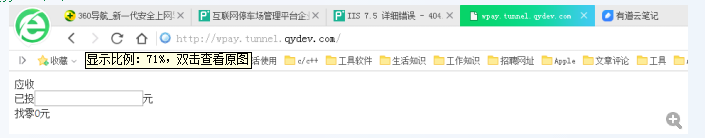 360导航_新一代安全上网
互联网停车场管理平台企
IIS 7.5 详细错误 - 404.
wpay.tunnel.qydev.com
有道云笔记
http://wpay.tunnel.qydev.com/
收藏
显示比例：71%，双击查看原图
活使用
c/c++
工具软件
生活知识
工作知识
招聘网址
Apple
文章评论
工具
应收
已投 元
找零0元